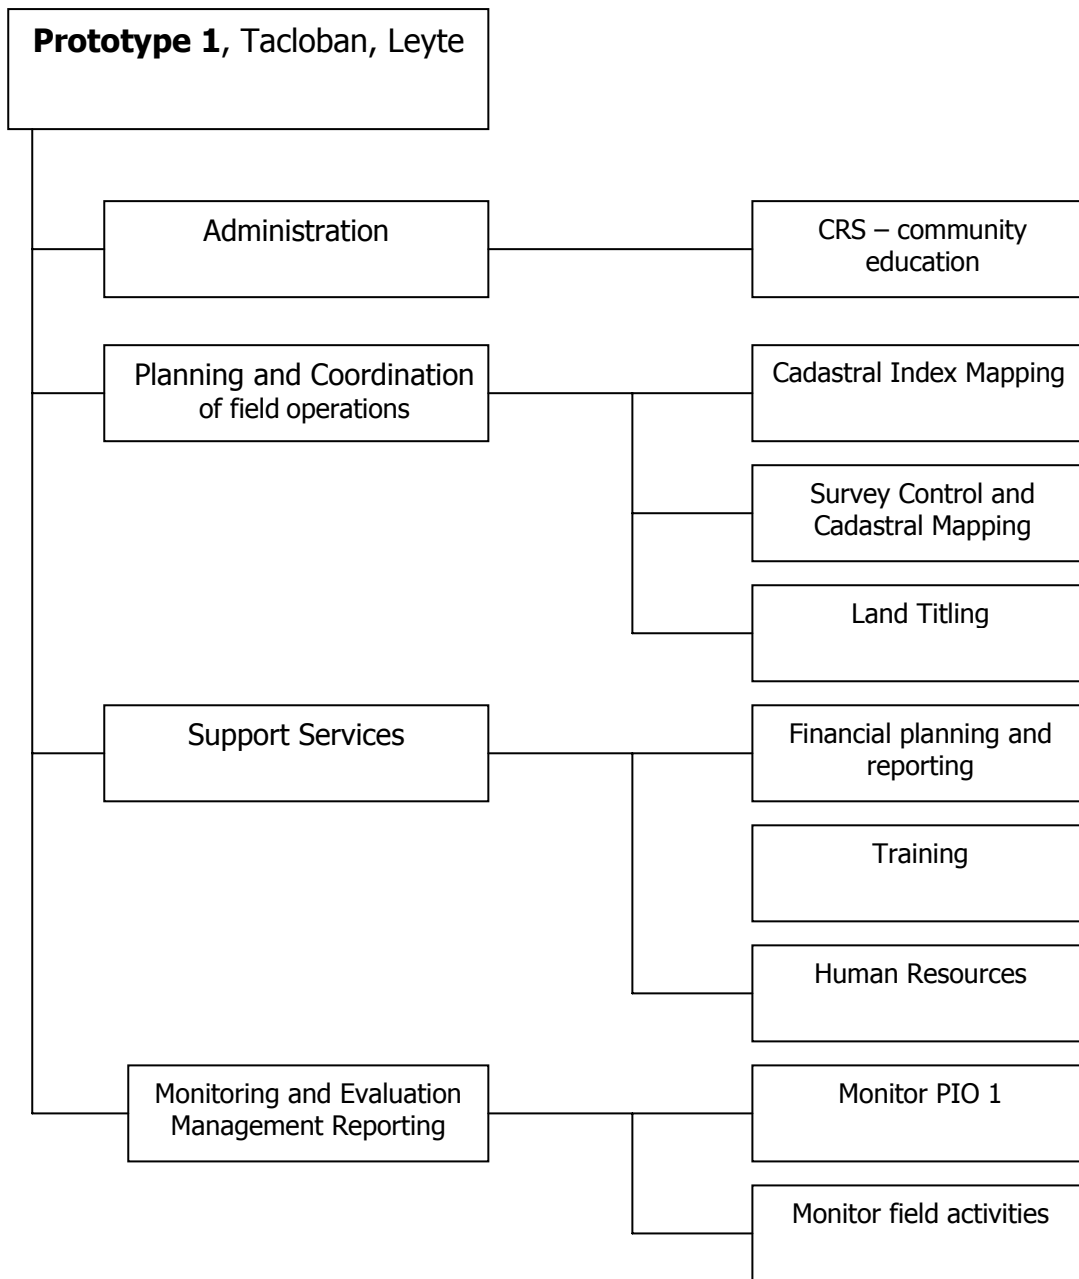 Prototype 1, Tacloban, Leyte
Administration
CRS – community
education
Planning and Coordination
of field operations
Cadastral Index Mapping
Survey Control and
Cadastral Mapping
Land Titling
Support Services
Financial planning and
reporting
Training
Human Resources
Monitoring and Evaluation
Management Reporting
Monitor PIO 1
Monitor field activities